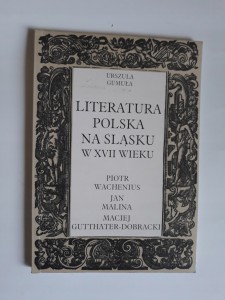 URSZULA
GUMUŁA
LITERATURA
POLSKA
NA ŚLĄSKU
W XVII WIEKU
PIOTR
WACHENIUS
JAN
MALINA
MACIEJ
GUTTHATER-DOBRACKI